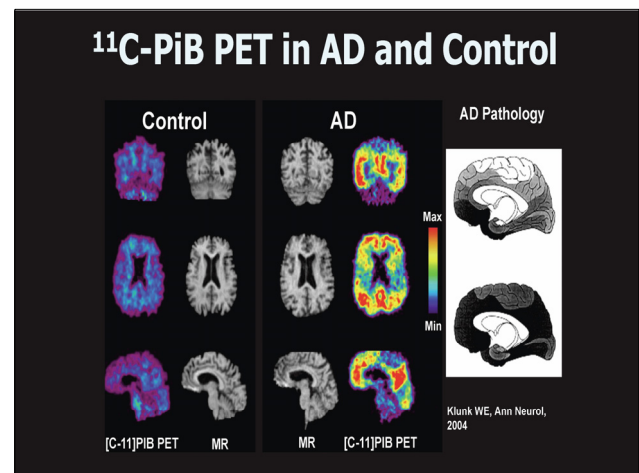 ¹¹C-PiB PET in AD and Control
Control
AD
AD Pathology
Max
Min
[C-11]PIB PET
MR
MR
[C-11]PIB PET
Klunk WE, Ann Neurol,
2004